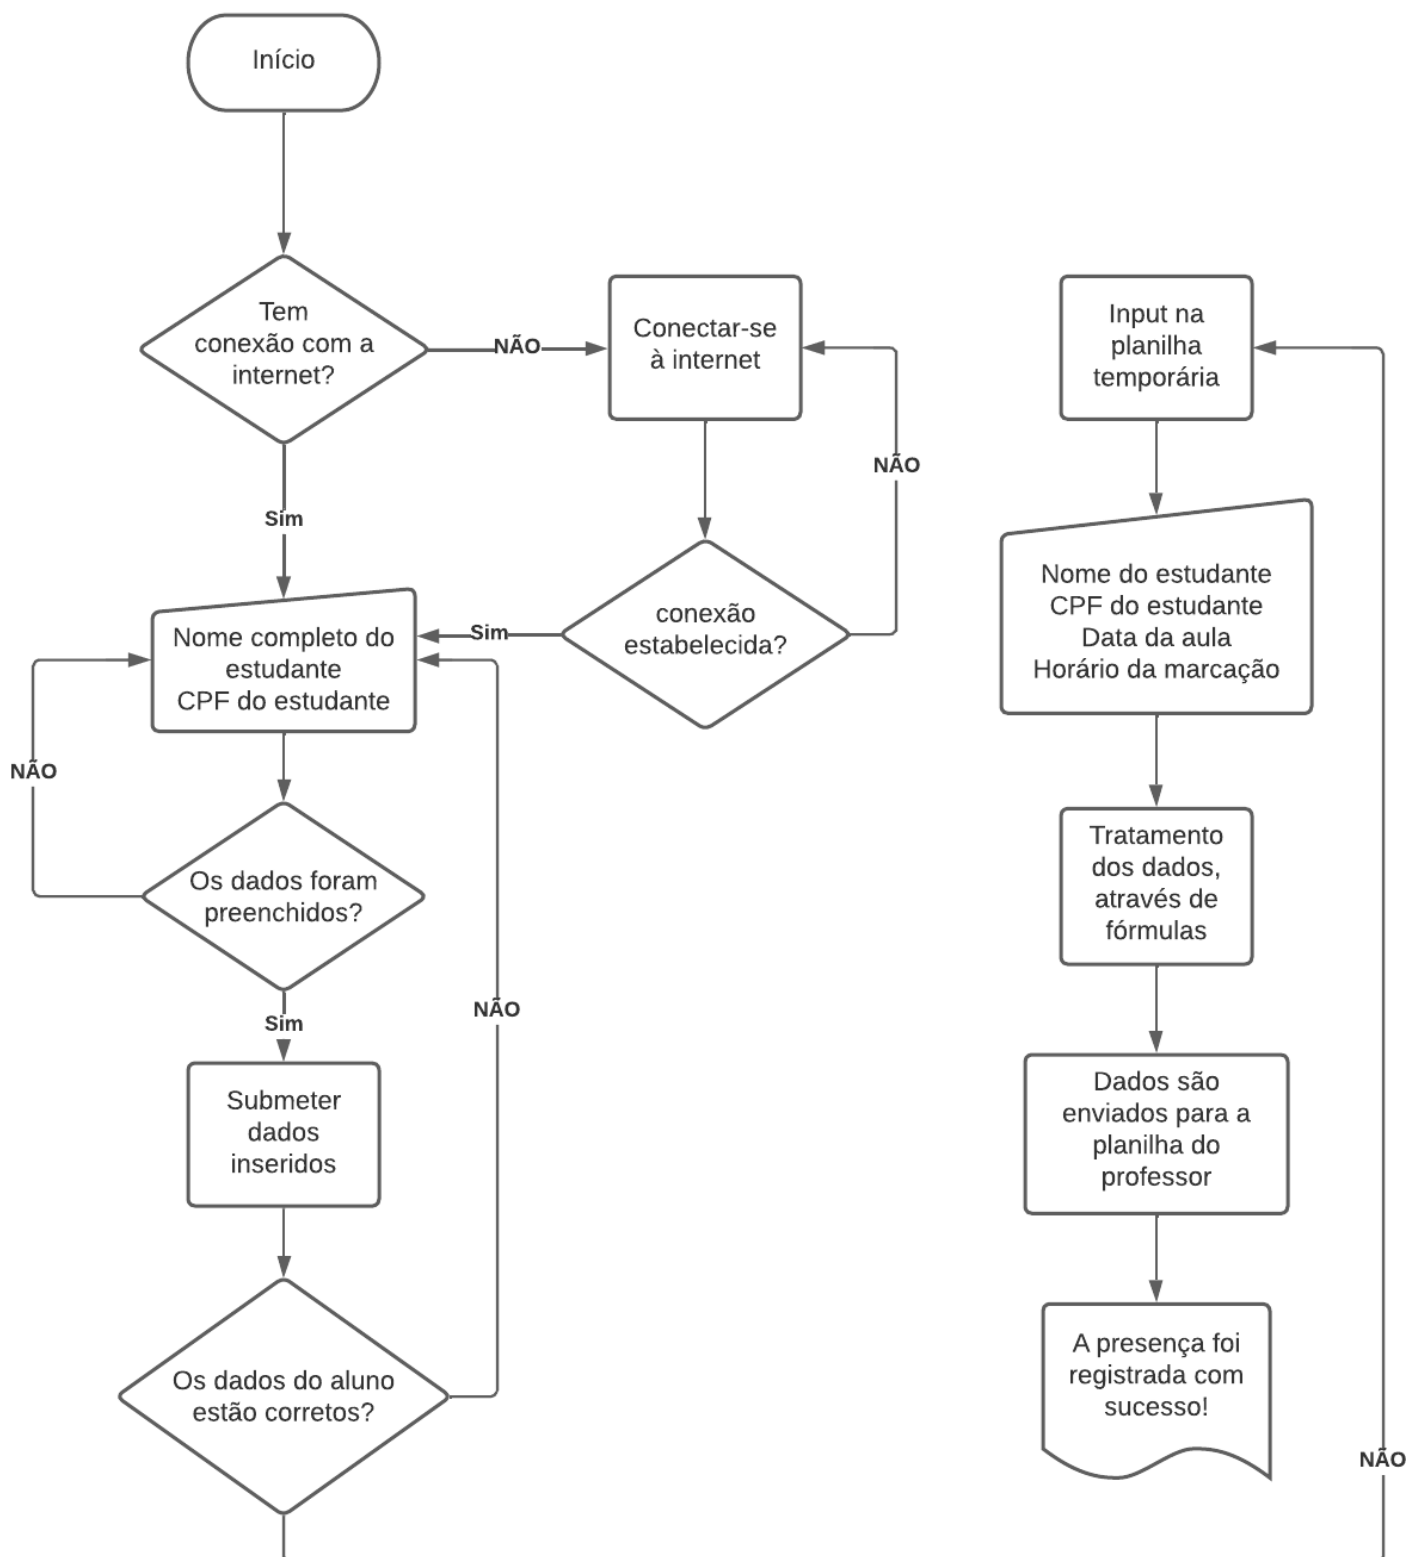 Início
Tem
conexão com a
internet?
NÃO
Conectar-se
à internet
NÃO
Sim
conexão
estabelecida?
Sim
Nome completo do
estudante
CPF do estudante
NÃO
Os dados foram
preenchidos?
Sim
NÃO
Submeter
dados
inseridos
Os dados do aluno
estão corretos?
Input na
planilha
temporária
Nome do estudante
CPF do estudante
Data da aula
Horário da marcação
Tratamento
dos dados,
através de
fórmulas
Dados são
enviados para a
planilha do
professor
A presença foi
registrada com
sucesso!
NÃO